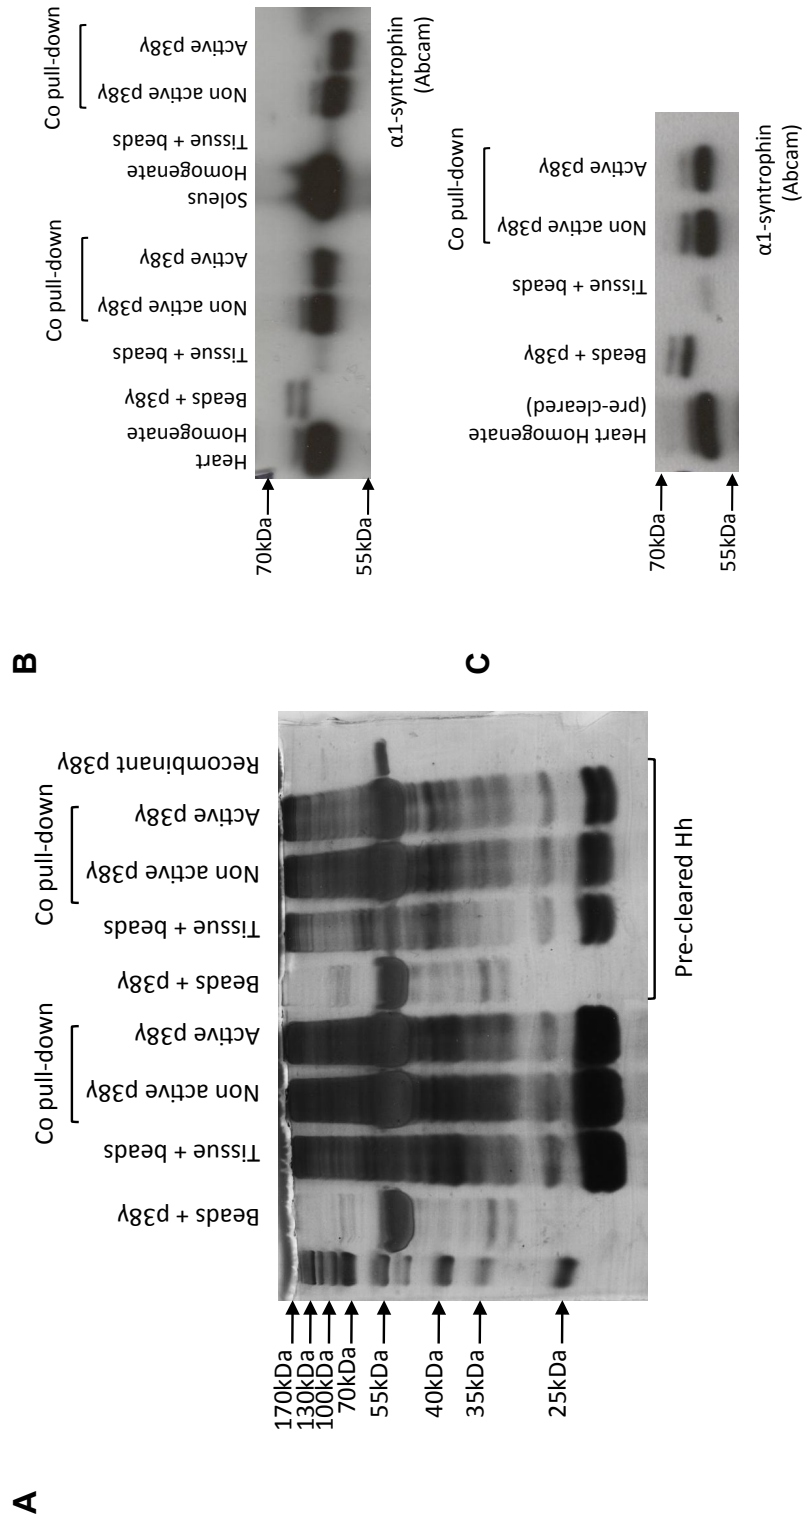 A
170kDa
130kDa
100kDa
70kDa
55kDa
40kDa
35kDa
25kDa
Beads + p38γ
Tissue + beads
Co pull-down
Non active p38γ
Active p38γ
Beads + p38γ
Tissue + beads
Co pull-down
Non active p38γ
Active p38γ
Recombinant p38γ
Pre-cleared Hh
B
70kDa
55kDa
Heart
Homogenate
Beads + p38γ
Tissue + beads
Co pull-down
Non active p38γ
Active p38γ
Soleus
Homogenate
Tissue + beads
Co pull-down
Non active p38γ
Active p38γ
α1-syntrophin
(Abcam)
C
70kDa
55kDa
Heart Homogenate
(pre-cleared)
Beads + p38γ
Tissue + beads
Co pull-down
Non active p38γ
Active p38γ
α1-syntrophin
(Abcam)